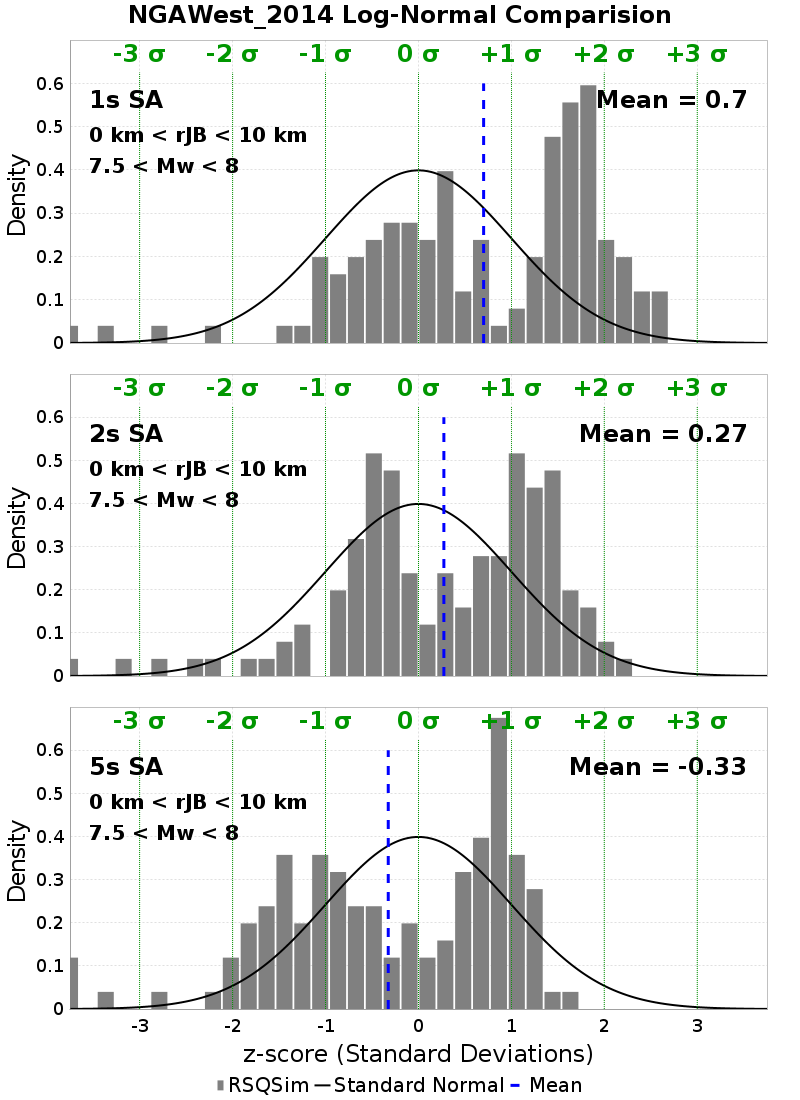 NGAWest_2014 Log-Normal Comparision
-3 σ -2 σ -1 σ 0 σ +1 σ +2 σ +3 σ
1s SA
Mean = 0.7
0 km < rJB < 10 km
7.5 < Mw < 8
Density
0.6
0.5
0.4
0.3
0.2
0.1
0
-3 σ -2 σ -1 σ 0 σ +1 σ +2 σ +3 σ
2s SA
Mean = 0.27
0 km < rJB < 10 km
7.5 < Mw < 8
Density
0.6
0.5
0.4
0.3
0.2
0.1
0
-3 σ -2 σ -1 σ 0 σ +1 σ +2 σ +3 σ
5s SA
Mean = -0.33
0 km < rJB < 10 km
7.5 < Mw < 8
Density
0.6
0.5
0.4
0.3
0.2
0.1
0
-3 -2 -1 0 1 2 3
z-score (Standard Deviations)
RSQSim Standard Normal Mean